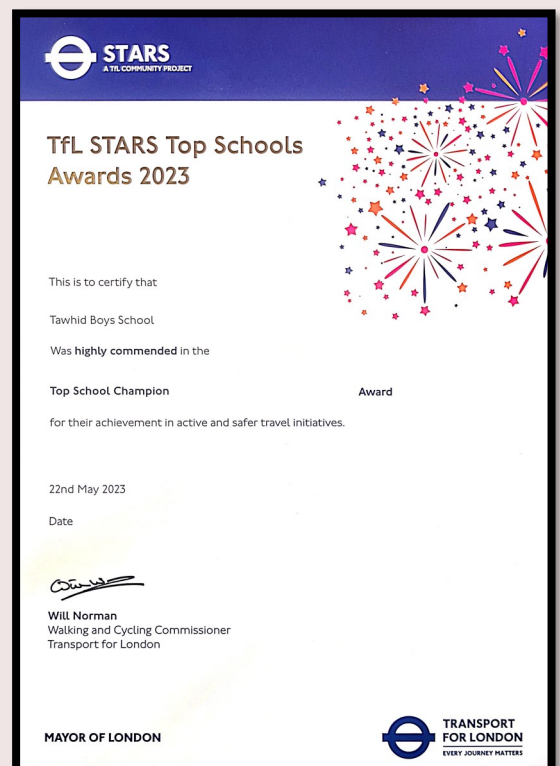 STARS
A TFL COMMUNITY PROJECT
TfL STARS Top Schools
Awards 2023
This is to certify that
Tawhid Boys School
Was highly commended in the
Top School Champion Award
for their achievement in active and safer travel initiatives.
22nd May 2023
Date
Will Norman
Walking and Cycling Commissioner
Transport for London
MAYOR OF LONDON
TRANSPORT
FOR LONDON
EVERY JOURNEY MATTERS